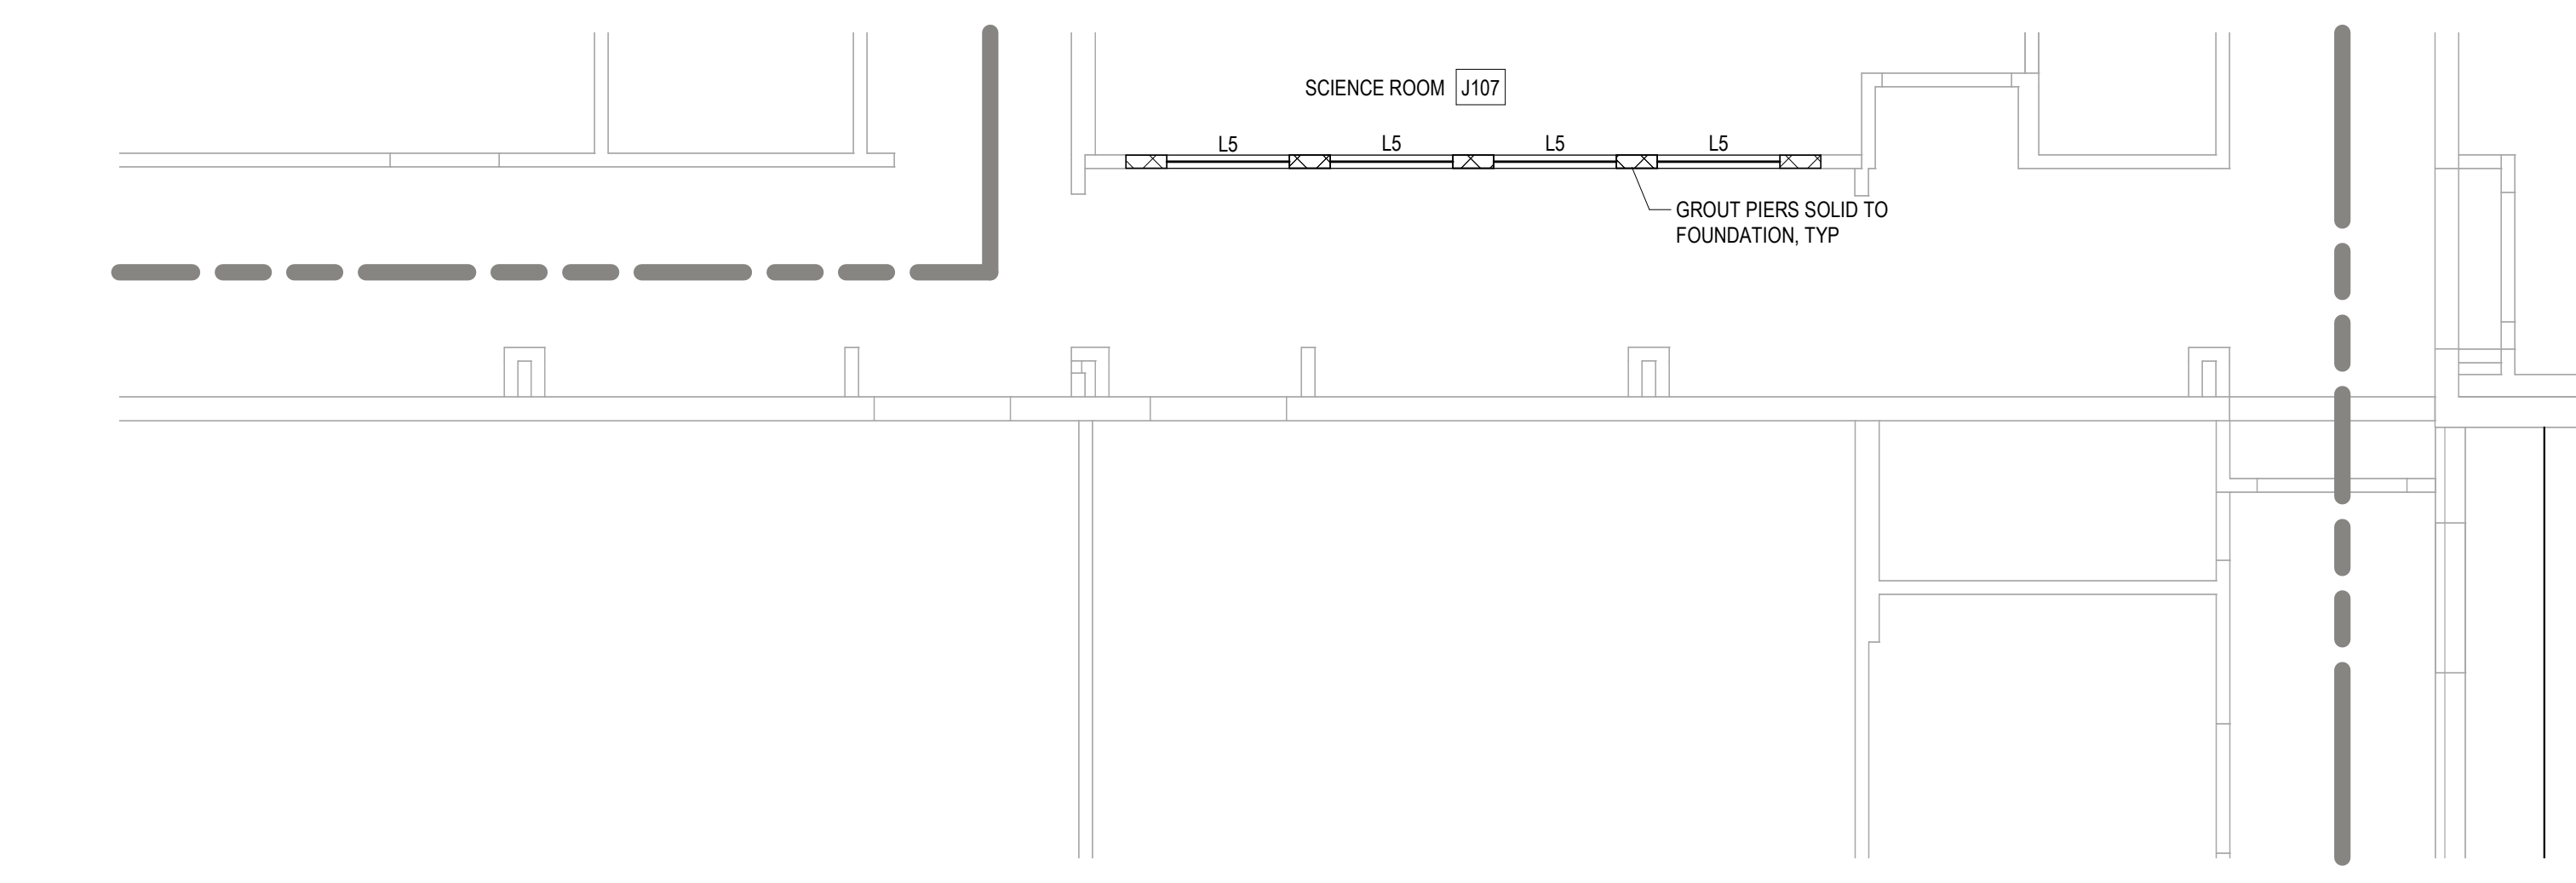 SCIENCE ROOM J107
L5 L5 L5 L5
GROUT PIERS SOLID TO
FOUNDATION, TYP